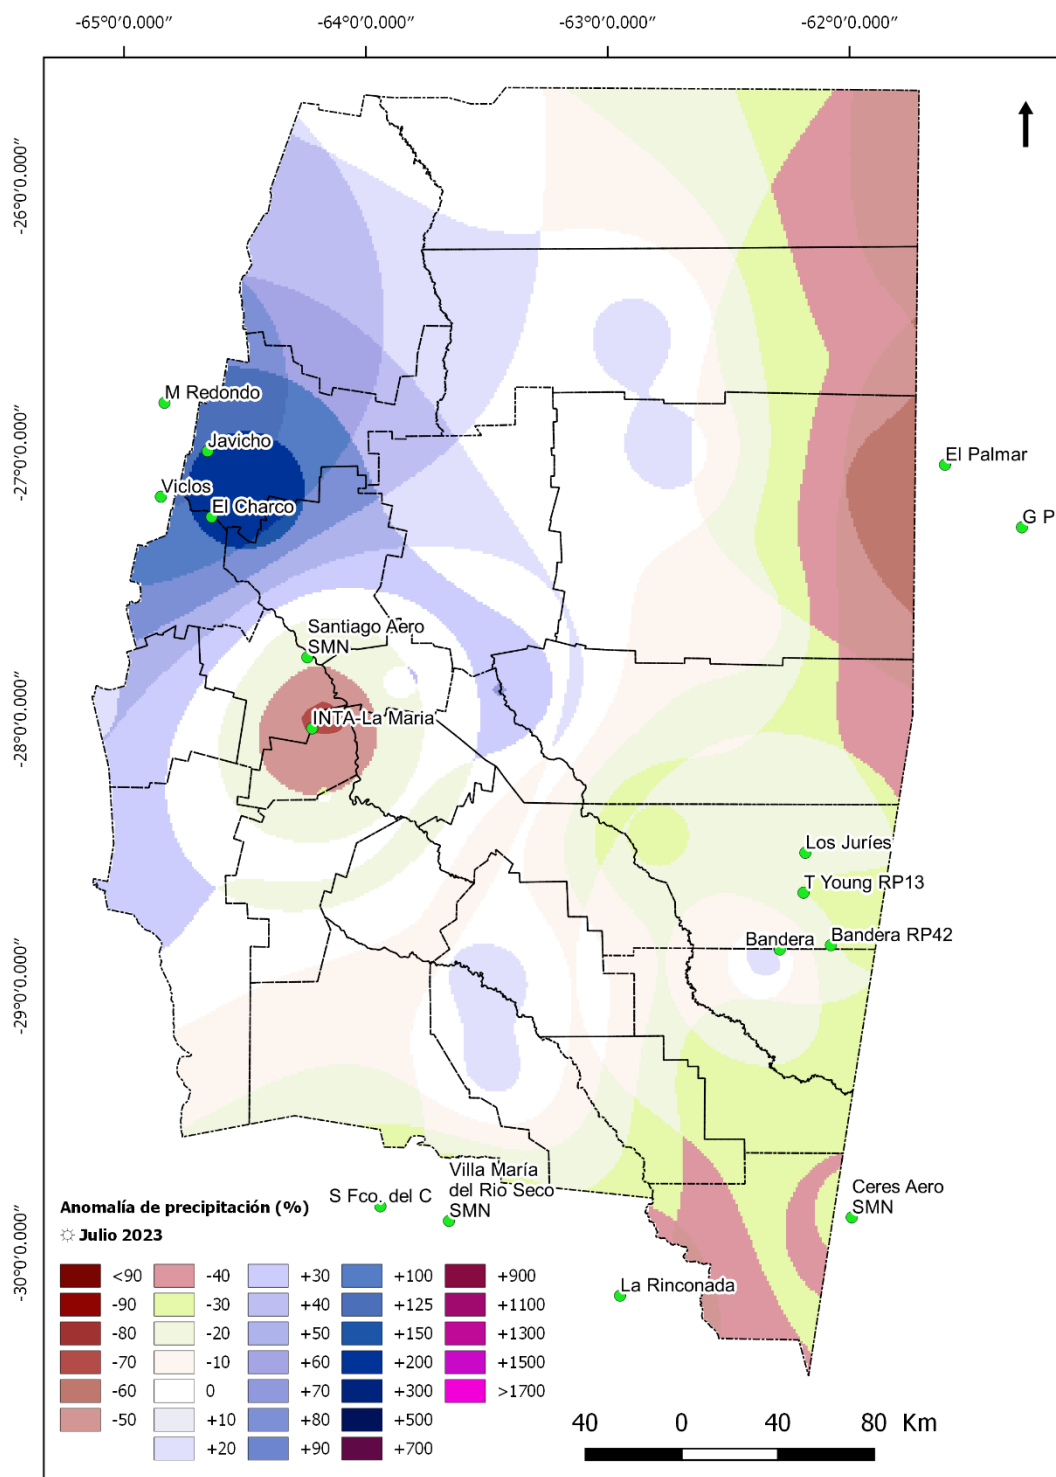 -65°0'0.000" -64°0'0.000" -63°0'0.000" -62°0'0.000"
-26°0'0.000"
-27°0'0.000"
-28°0'0.000"
-29°0'0.000"
-30°0'0.000"
M Redondo
Javicho
Viclos
El Charco
El Palmar
G P
Santiago Aero
SMN
INTA-La Maria
Los Juríes
T Young RP13
Bandera
Bandera RP42
Villa María
del Rio Seco
SMN
S Fco. del C
Ceres Aero
SMN
La Rinconada
Anomalía de precipitación (%)
Julio 2023
<90 -40 +30 +100 +900
-90 -30 +40 +125 +1100
-80 -20 +50 +150 +1300
-70 -10 +60 +200 +1500
-60 0 +70 +300 >1700
-50 +10 +80 +500
+20 +90 +700
40 0 40 80 Km